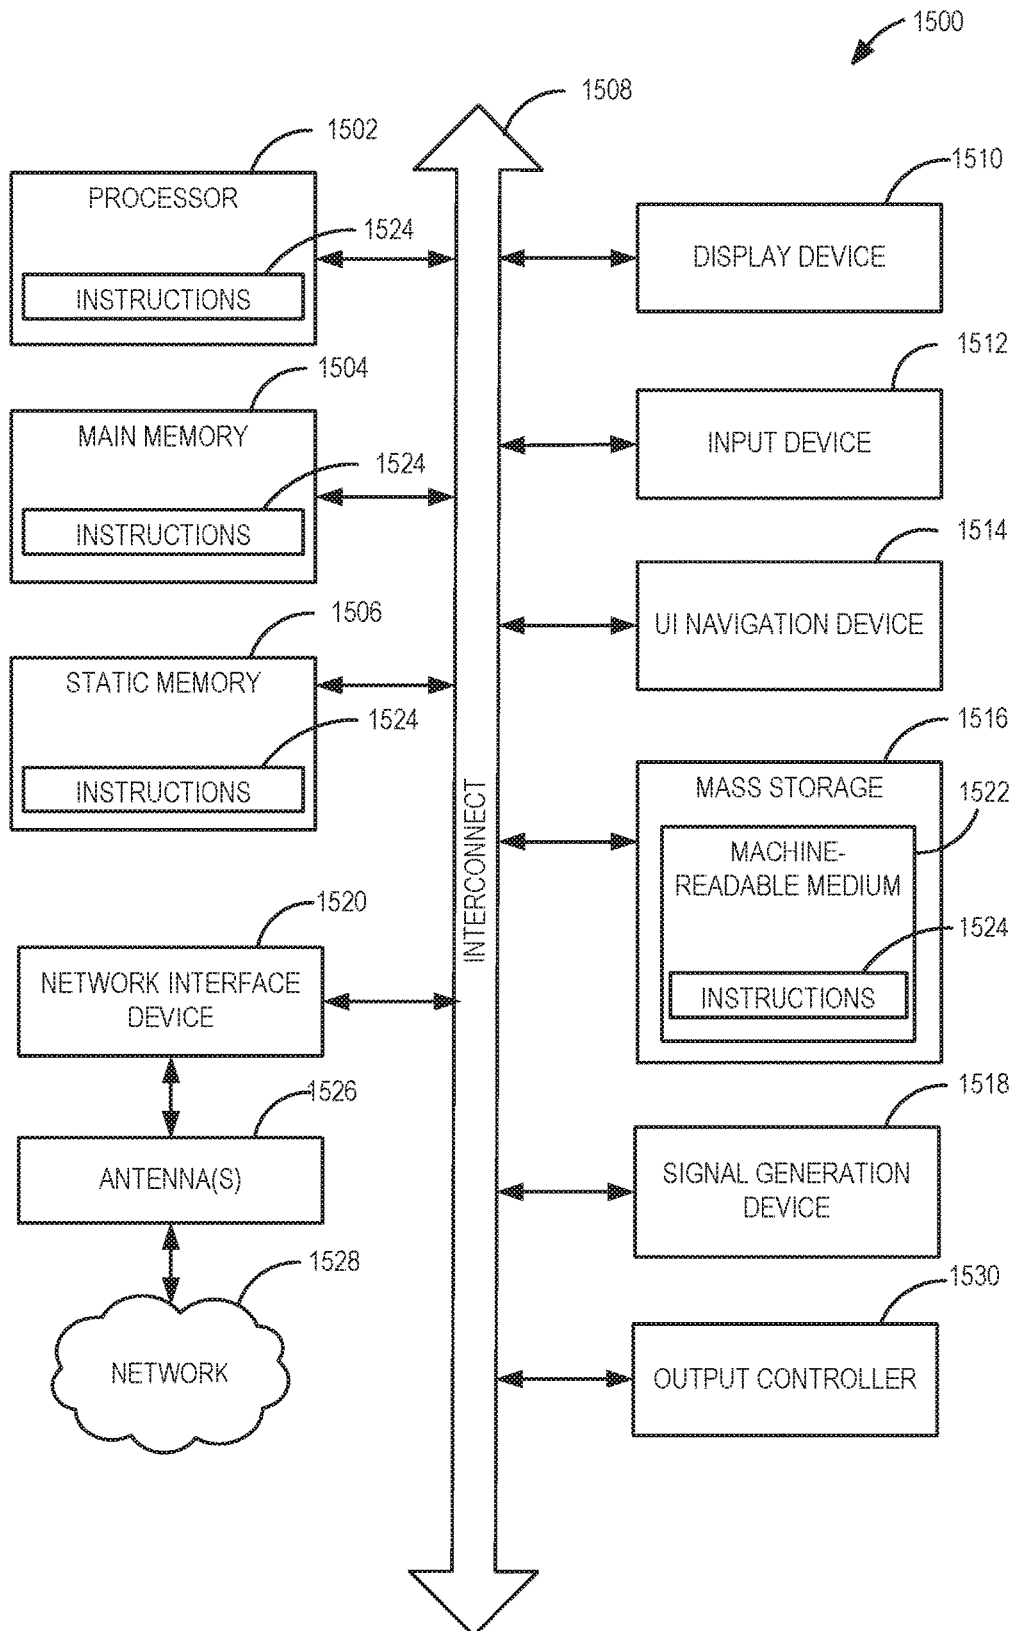 1500
1508
1502
PROCESSOR
1524
INSTRUCTIONS
1504
MAIN MEMORY
1524
INSTRUCTIONS
1506
STATIC MEMORY
1524
INSTRUCTIONS
1520
NETWORK INTERFACE
DEVICE
1526
ANTENNA(S)
1528
NETWORK
INTERCONNECT
1510
DISPLAY DEVICE
1512
INPUT DEVICE
1514
UI NAVIGATION DEVICE
1516
MASS STORAGE
1522
MACHINE-
READABLE MEDIUM
1524
INSTRUCTIONS
1518
SIGNAL GENERATION
DEVICE
1530
OUTPUT CONTROLLER